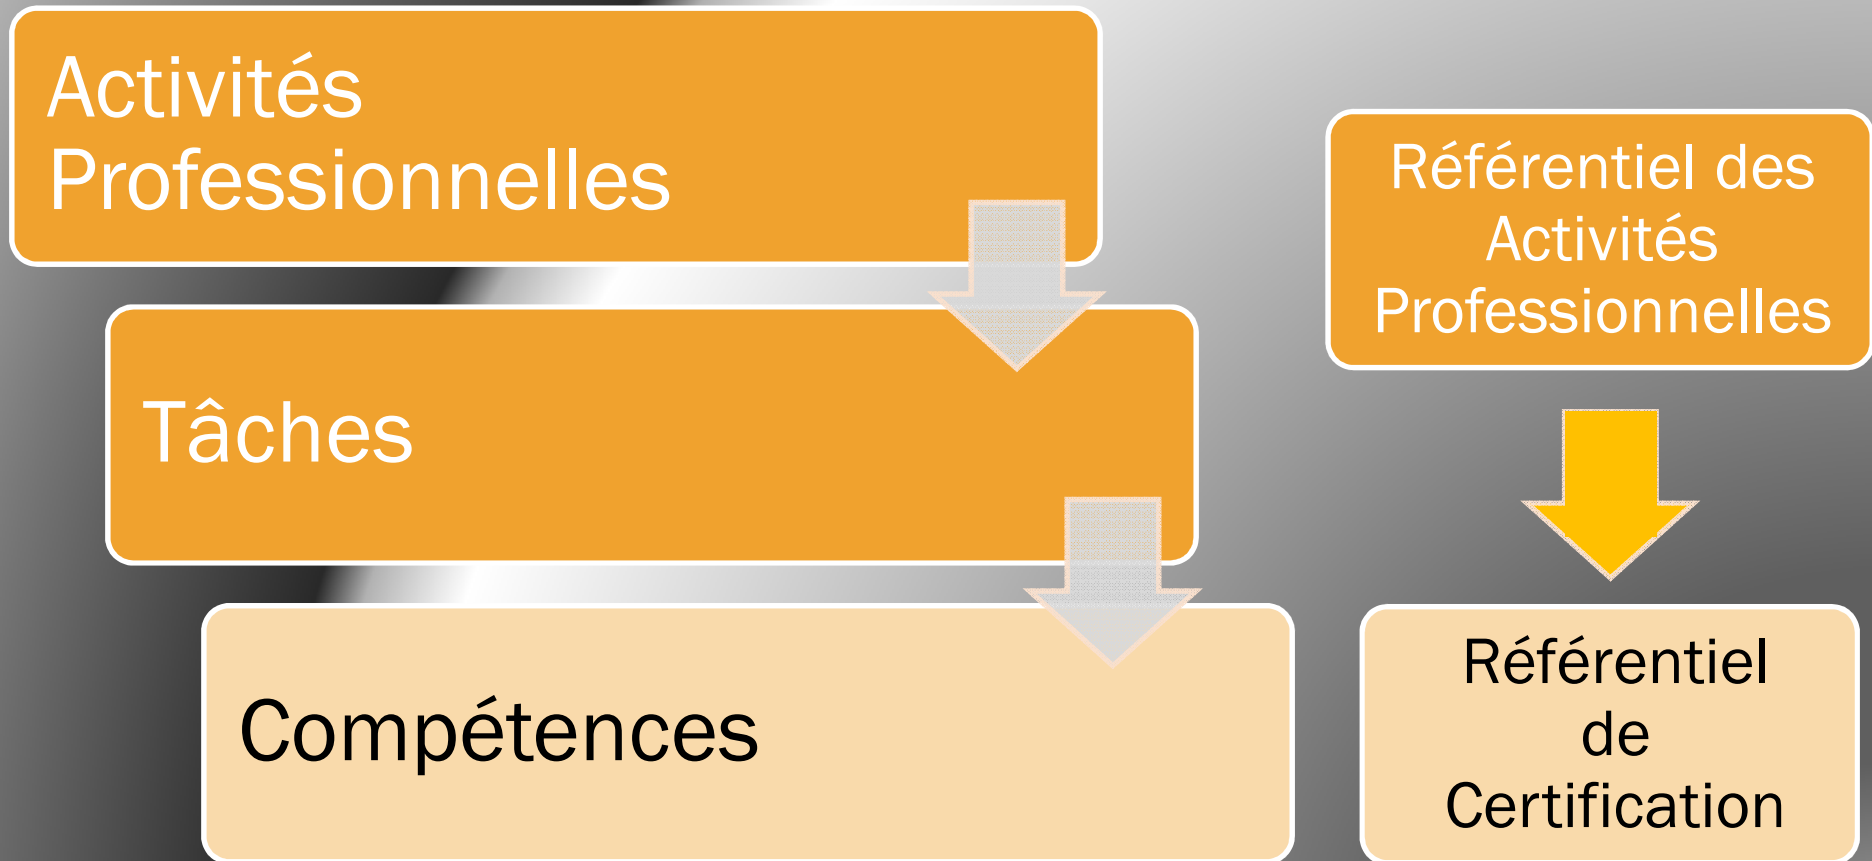 Activités
Professionnelles
Tâches
Compétences
Référentiel des
Activités
Professionnelles
Référentiel
de
Certification